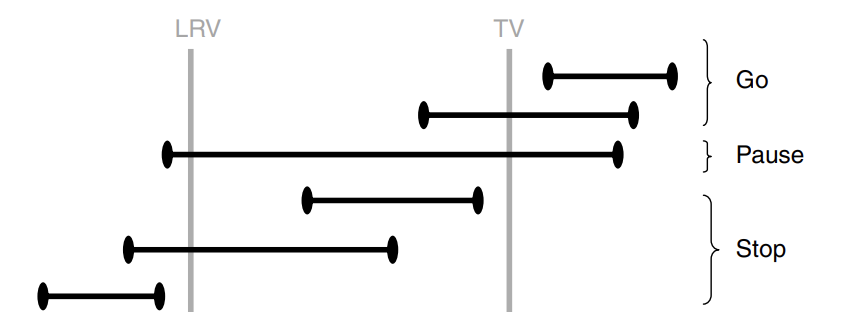 LRV TV
Go
Pause
Stop